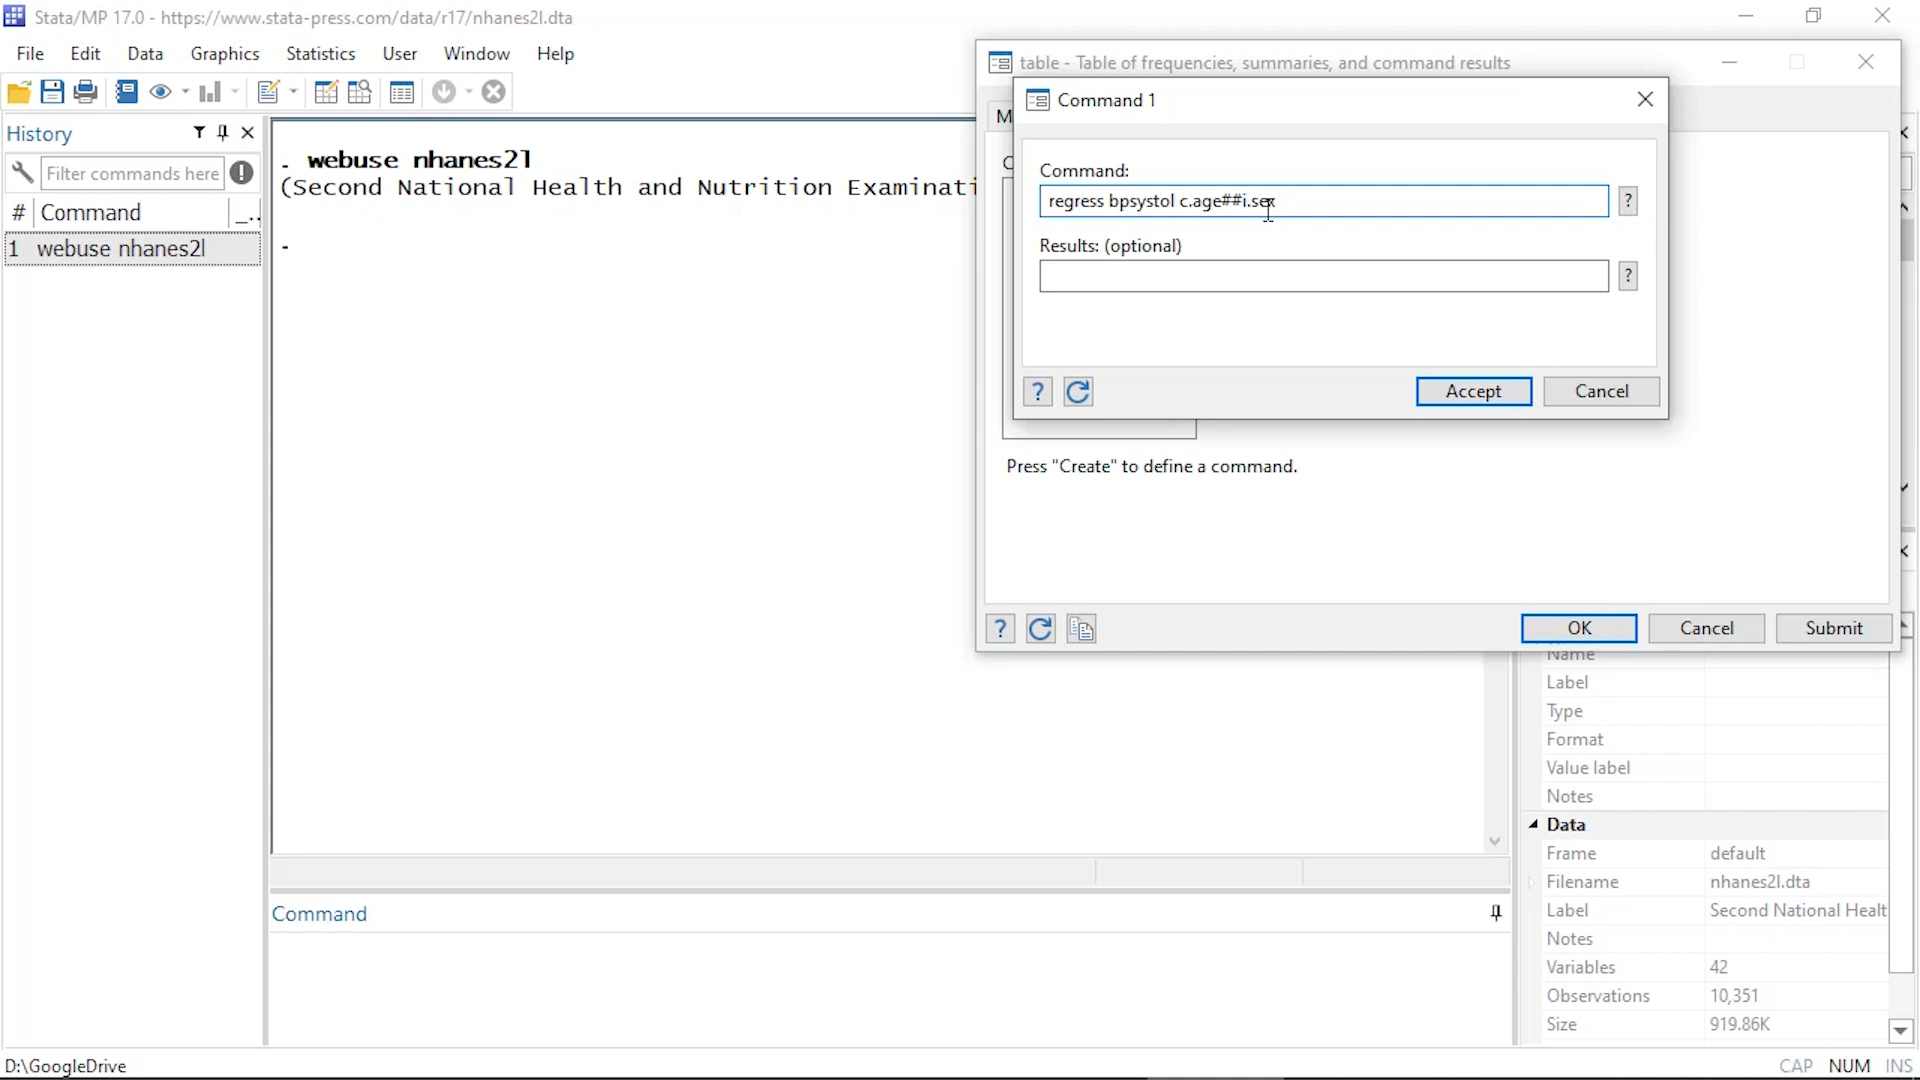 Stata/MP 17.0 - https://www.stata-press.com/data/r17/nhanes2l.dta
File Edit Data Graphics Statistics User Window Help
History
Filter commands here
# Command _..
1 webuse nhanes2l
. webuse nhanes2l
(Second National Health and Nutrition Examinati
table - Table of frequencies, summaries, and command results
M
Command 1
C
Command:
regress bpsystol c.age##i.sex
?
Results: (optional)
?
? Accept Cancel
Press "Create" to define a command.
? OK Cancel Submit
Name
Label
Type
Format
Value label
Notes
Data
Frame default
Filename nhanes2l.dta
Label Second National Healt
Notes
Variables 42
Observations 10,351
Size 919.86K
Command
D:\GoogleDrive
CAP NUM INS